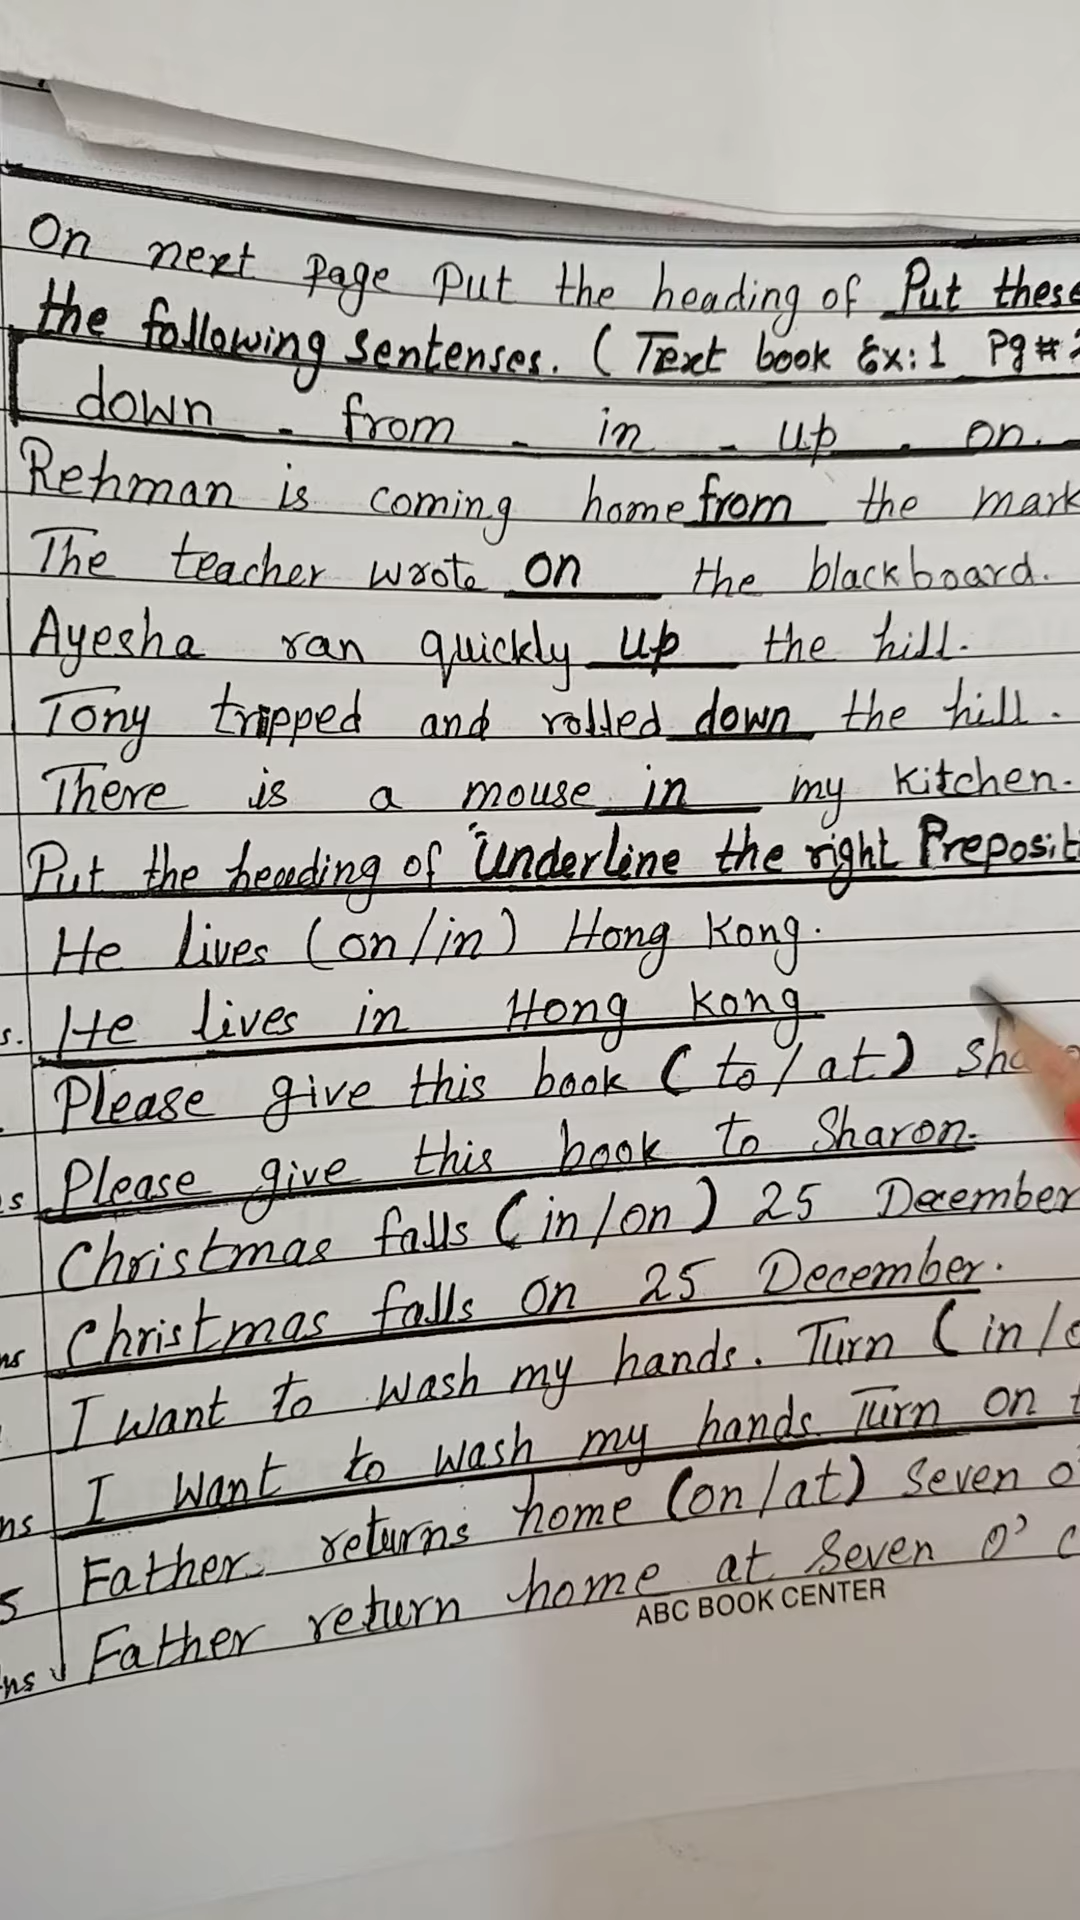 On next page Put the heading of Put these
the following sentenses. ( Text book Ex: 1 Pg #
down - from - in - up - on.
Rehman is coming home from the mark
The teacher wrote on the blackboard.
Ayesha ran quickly up the hill.
Tony tripped and rolled down the hill.
There is a mouse in my kitchen.
Put the heading of "Underline the right Preposit
He lives (on/in) Hong Kong.
s. He lives in Hong Kong
Please give this book (to/at) Sha
s Please give this book to Sharon.
Christmas falls (in/on) 25 December
ns Christmas falls on 25 December.
I want to wash my hands. Turn (in/o
ns I want to wash my hands. Turn on t
5 Father returns home (on/at) seven o'
ns Father return home at seven o' c
ABC BOOK CENTER